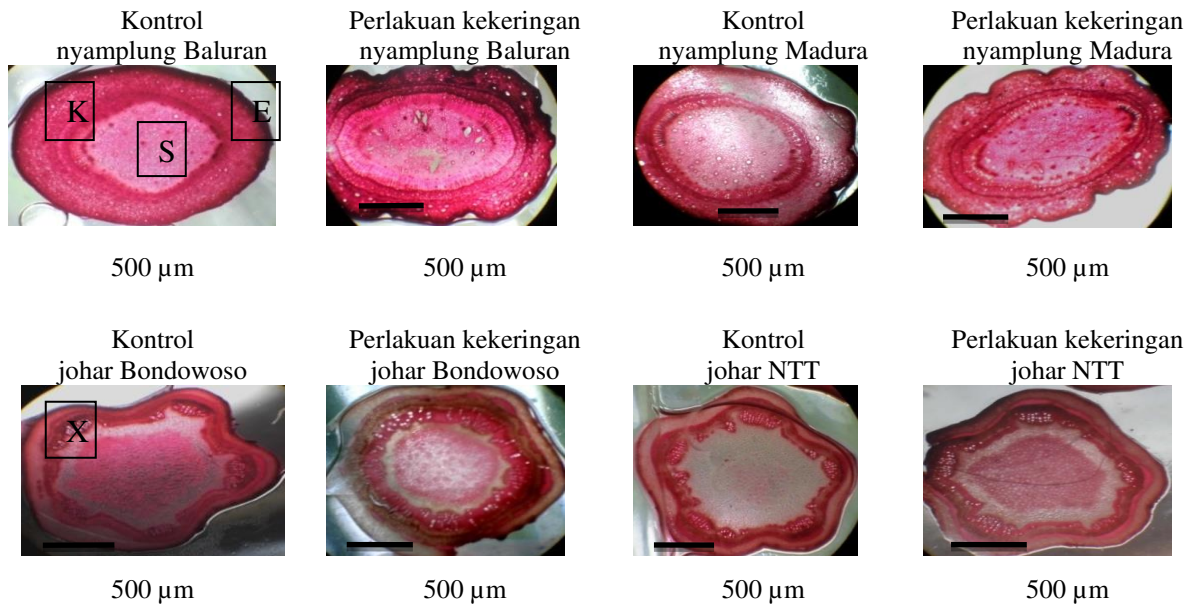 Kontrol
nyamplung Baluran
Perlakuan kekeringan
nyamplung Baluran
Kontrol
nyamplung Madura
Perlakuan kekeringan
nyamplung Madura
K
E
S
500 µm
500 µm
500 µm
500 µm
Kontrol
johar Bondowoso
Perlakuan kekeringan
johar Bondowoso
Kontrol
johar NTT
Perlakuan kekeringan
johar NTT
X
500 µm
500 µm
500 µm
500 µm